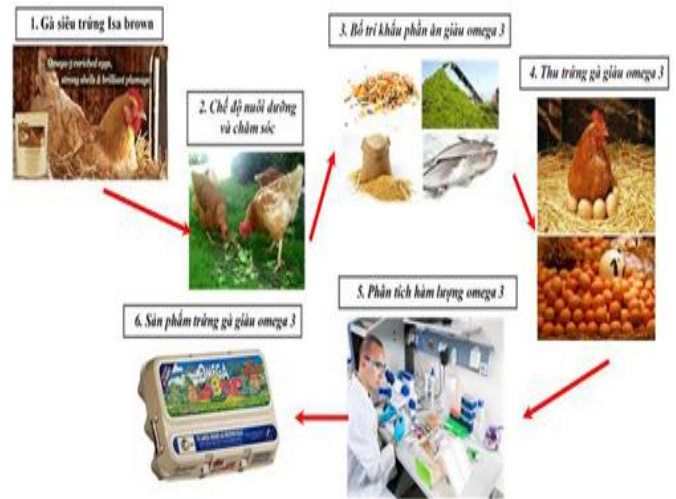 1. Gà siêu trứng Isa brown
Omega-3 enriched eggs,
strong shells & brilliant plumage
2. Chế độ nuôi dưỡng
và chăm sóc
3. Bố trí khẩu phần ăn giàu omega 3
4. Thu trứng gà giàu omega 3
5. Phân tích hàm lượng omega 3
6. Sản phẩm trứng gà giàu omega 3
OMEGA